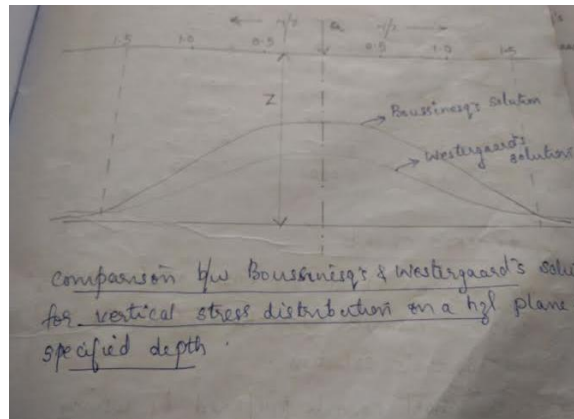 ← r/z Q r/z →
1.5 1.0 0.5 0.5 1.0 1.5
Z
Boussinesq's solution
Westergaard's
solution
comparison b/w Boussinesq's & Westergaard's
for vertical stress distribution on a hzl plane
specified depth.